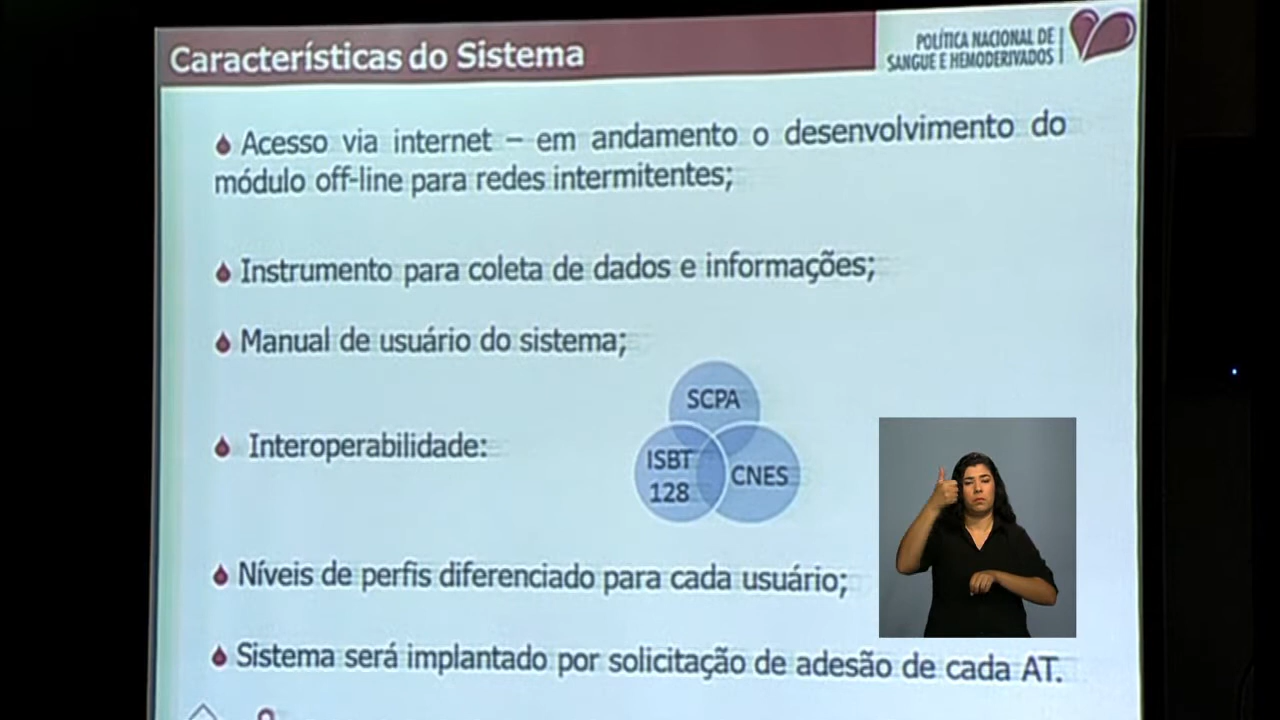 Características do Sistema
POLÍTICA NACIONAL DE
SANGUE E HEMODERIVADOS
Acesso via internet – em andamento o desenvolvimento do
módulo off-line para redes intermitentes;
Instrumento para coleta de dados e informações;
Manual de usuário do sistema;
SCPA
Interoperabilidade:
ISBT
128
CNES
Níveis de perfis diferenciado para cada usuário;
Sistema será implantado por solicitação de adesão de cada AT.